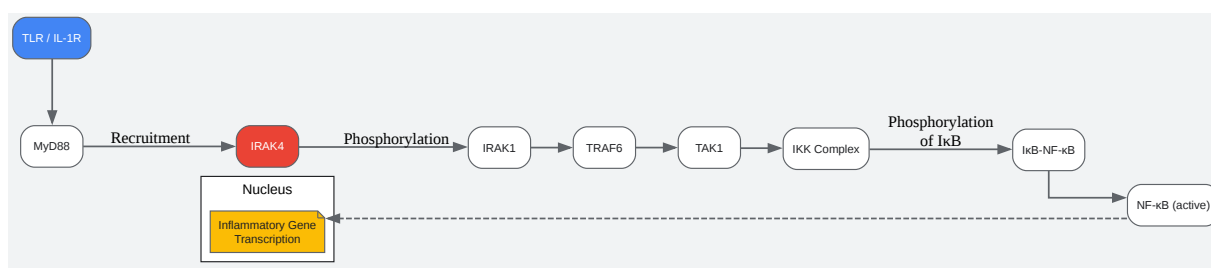 TLR / IL-1R
MyD88
Recruitment
IRAK4
Phosphorylation
IRAK1
TRAF6
TAK1
IKK Complex
Phosphorylation
of IκB
IκB-NF-κB
NF-κB (active)
Nucleus
Inflammatory Gene
Transcription